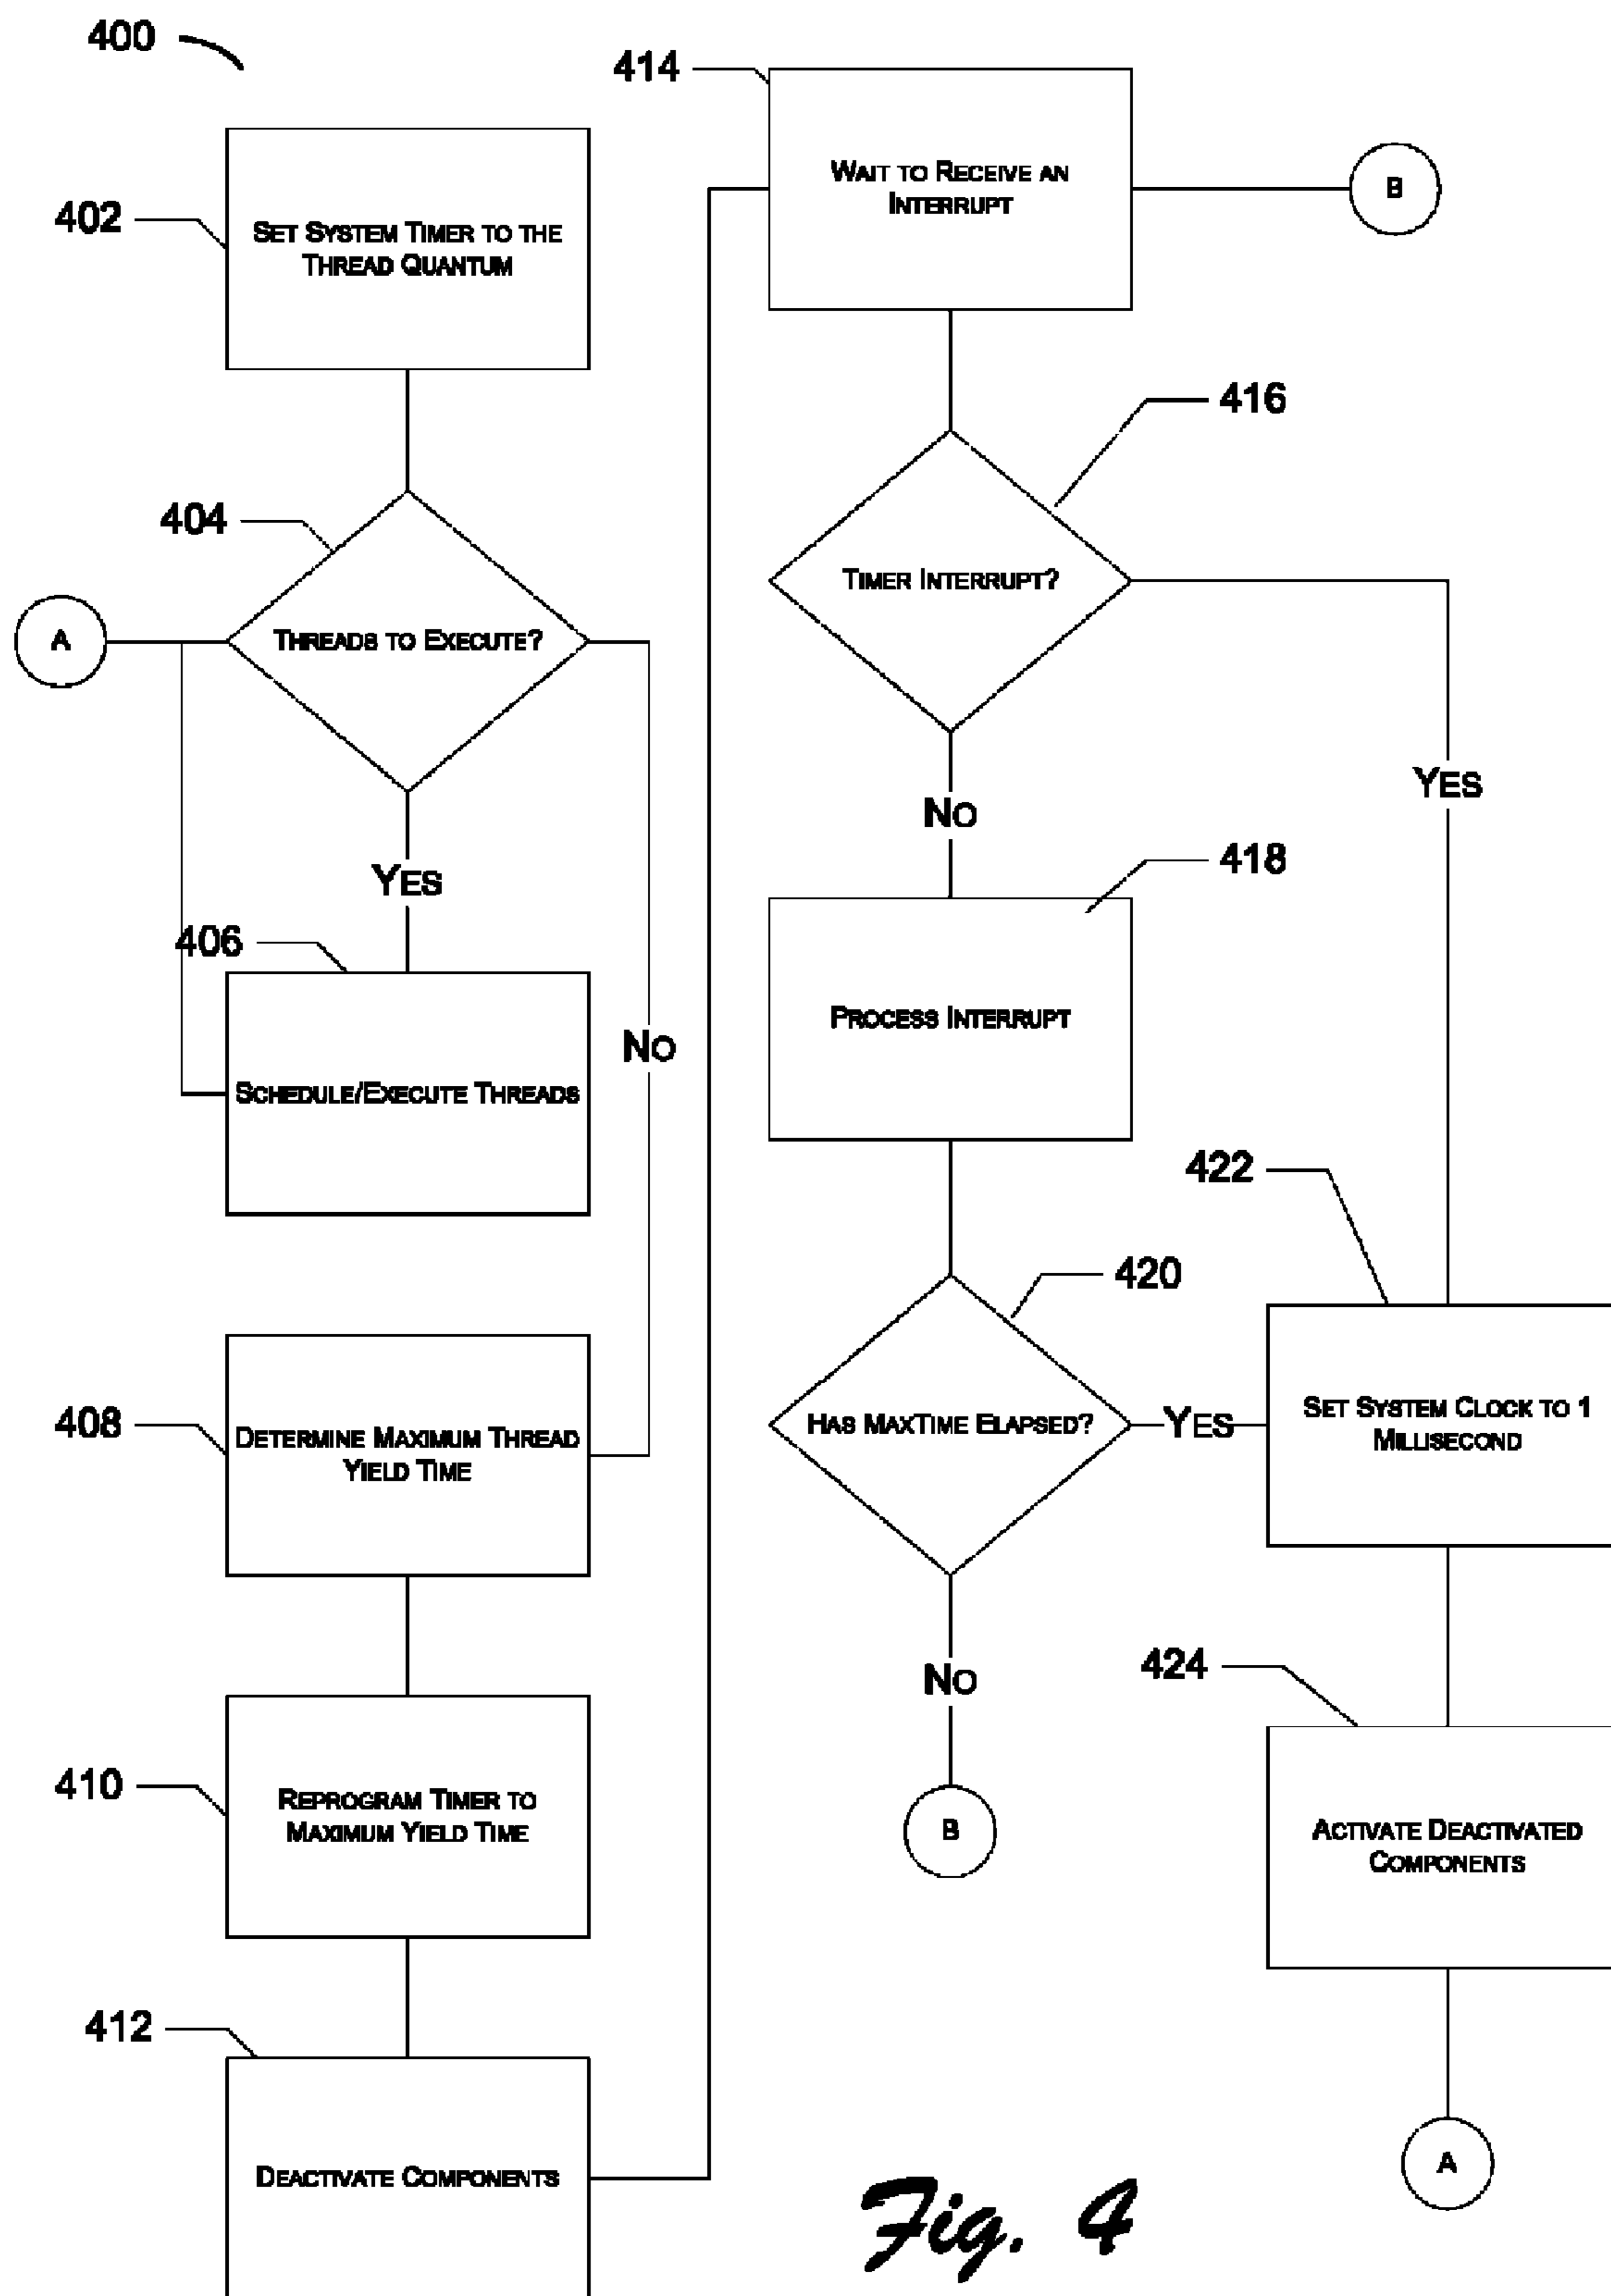 400
402
SET SYSTEM TIMER TO THE
THREAD QUANTUM
404
A
THREADS TO EXECUTE?
YES
406
NO
SCHEDULE/EXECUTE THREADS
408
DETERMINE MAXIMUM THREAD
YIELD TIME
410
REPROGRAM TIMER TO
MAXIMUM YIELD TIME
412
DEACTIVATE COMPONENTS
414
WAIT TO RECEIVE AN
INTERRUPT
B
416
TIMER INTERRUPT?
YES
NO
418
PROCESS INTERRUPT
422
420
HAS MAXTIME ELAPSED?
YES
SET SYSTEM CLOCK TO 1
MILLISECOND
NO
424
B
ACTIVATE DEACTIVATED
COMPONENTS
A
Fig. 4